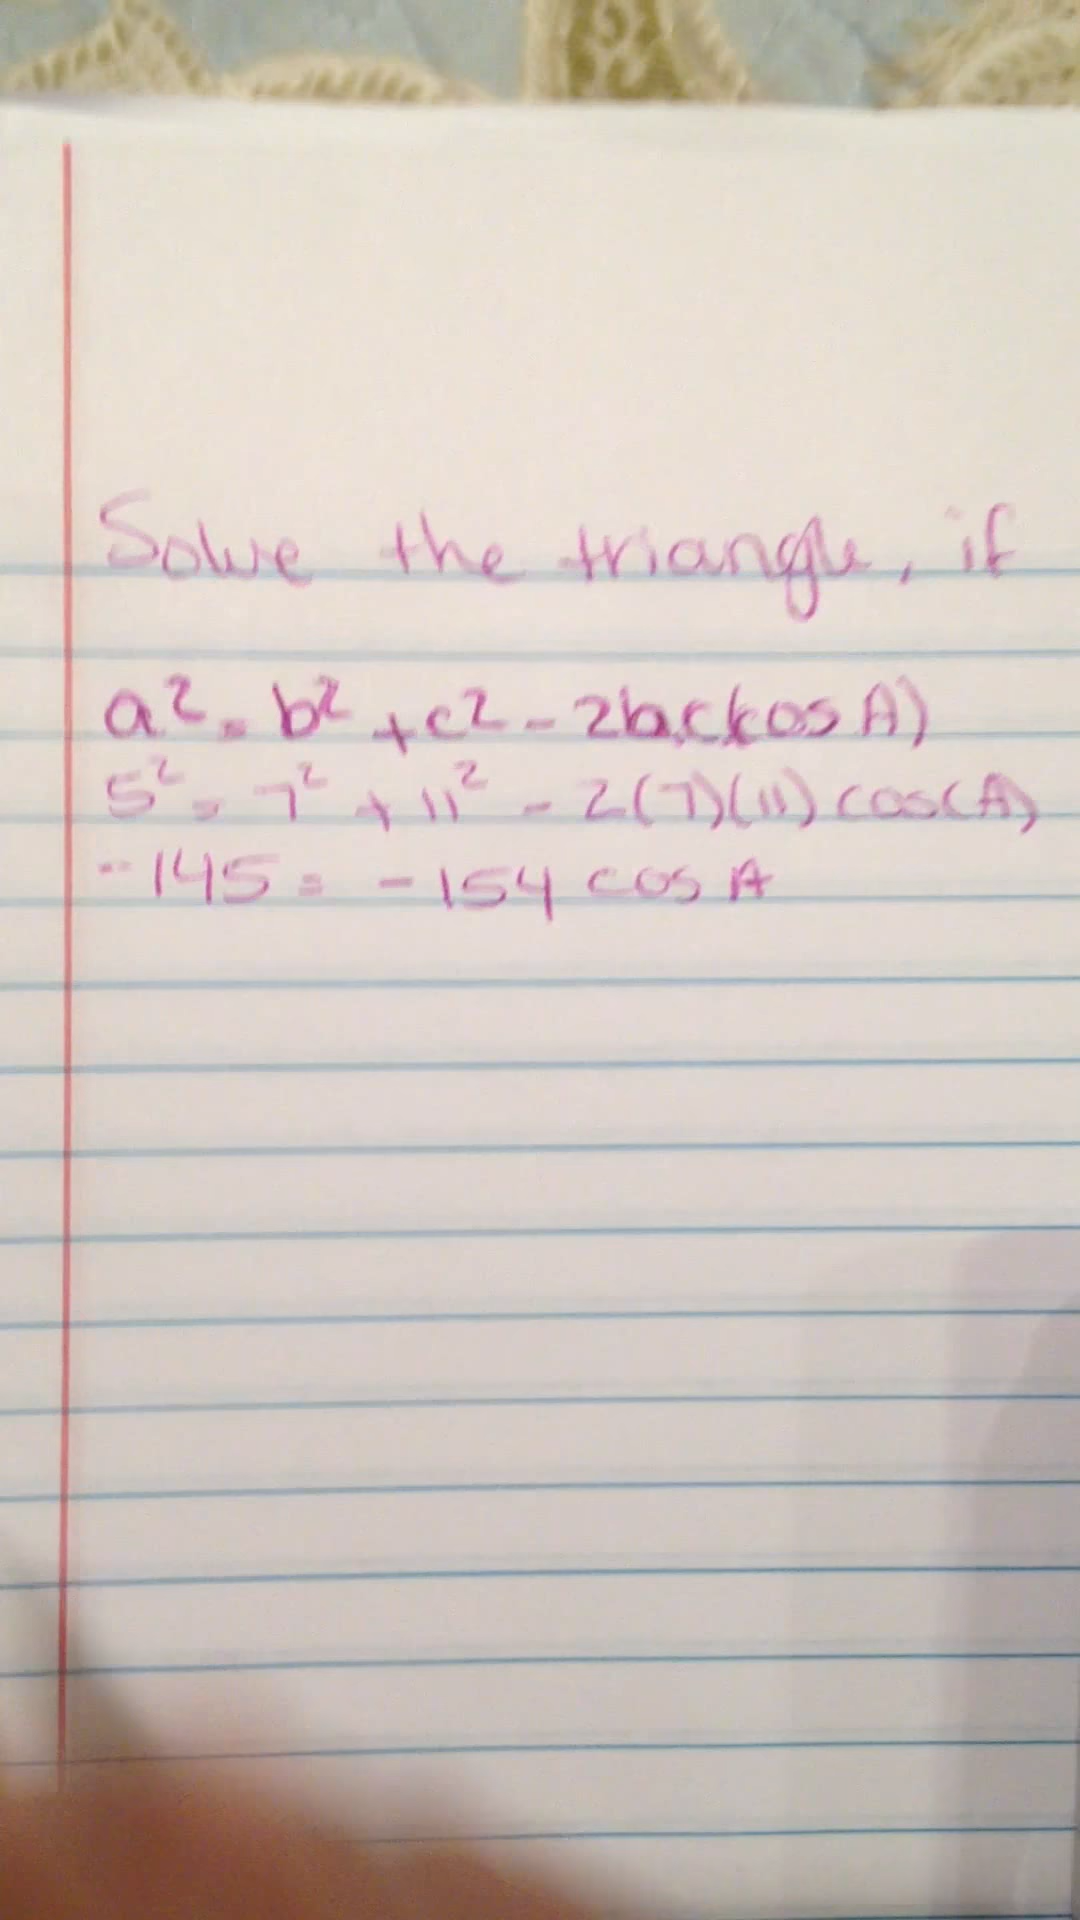 Solve the triangle, if
a² = b² + c² - 2bc(cos A)
5² = 7² + 11² - 2(7)(11) cos(A)
-145 = -154 cos A